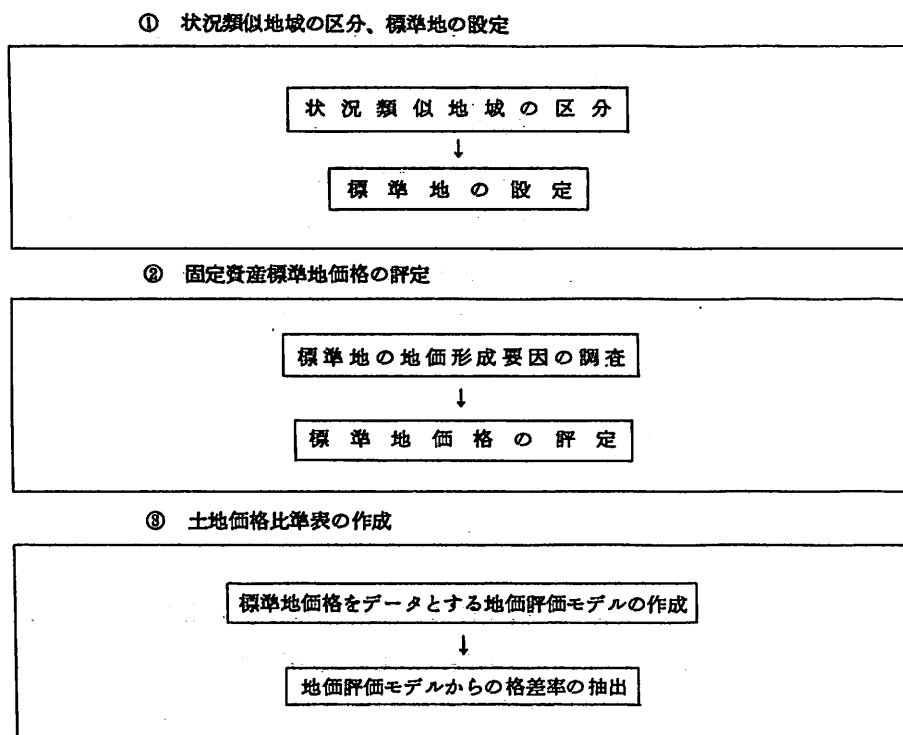 ① 状況類似地域の区分、標準地の設定
状況類似地域の区分
↓
標準地の設定
② 固定資産標準地価格の評定
標準地の地価形成要因の調査
↓
標準地価格の評定
③ 土地価格比準表の作成
標準地価格をデータとする地価評価モデルの作成
↓
地価評価モデルからの格差率の抽出